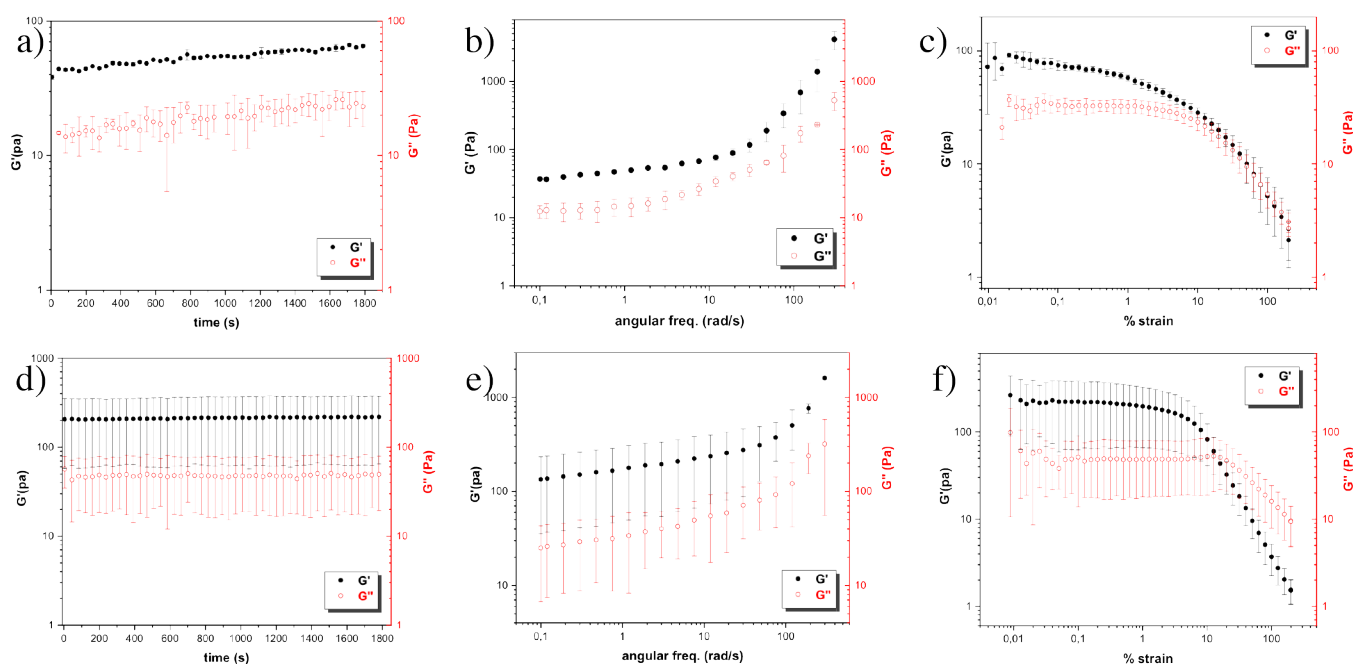 a)
100
10
1
G'(pa)
0 200 400 600 800 1000 1200 1400 1600 1800
time (s)
100
10
1
G'' (Pa)
G'
G''
b)
1000
100
10
1
G' (Pa)
0,1 1 10 100
angular freq. (rad/s)
1000
100
10
1
G'' (Pa)
G'
G''
c)
100
10
1
G'(pa)
0,01 0,1 1 10 100
% strain
100
10
1
G'' (Pa)
G'
G''
d)
1000
100
10
1
G'(pa)
0 200 400 600 800 1000 1200 1400 1600 1800
time (s)
1000
100
10
1
G'' (Pa)
G'
G''
e)
1000
100
10
G'(pa)
0,1 1 10 100
angular freq. (rad/s)
1000
100
10
G'' (Pa)
G'
G''
f)
100
10
1
G'(pa)
0,01 0,1 1 10 100
% strain
100
10
1
G'' (Pa)
G'
G''